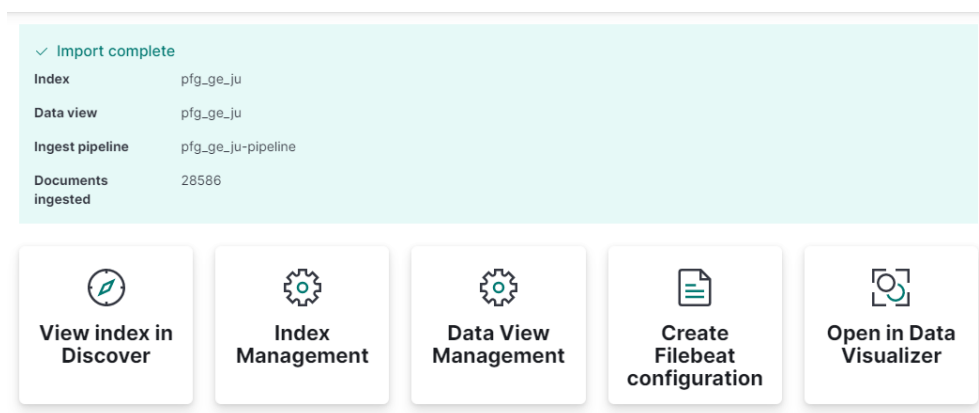 Import complete
Index pfg_ge_ju
Data view pfg_ge_ju
Ingest pipeline pfg_ge_ju-pipeline
Documents 28586
ingested
View index in
Discover
Index
Management
Data View
Management
Create
Filebeat
configuration
Open in Data
Visualizer